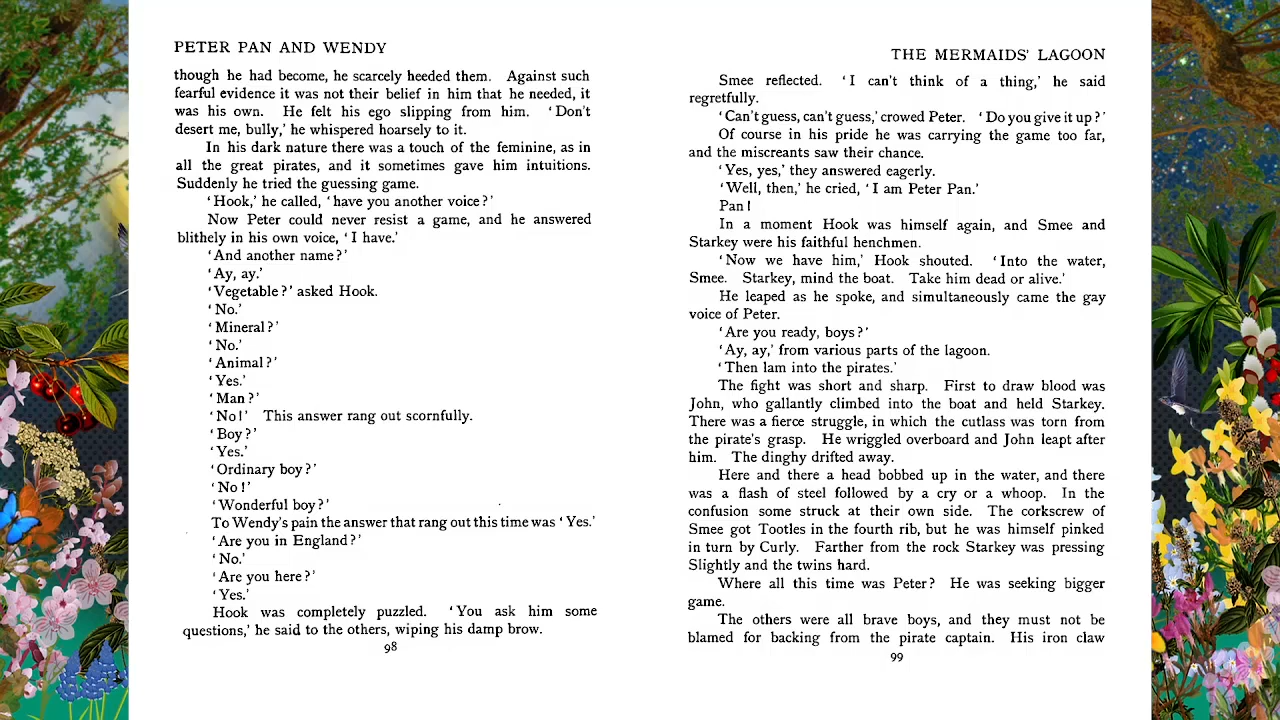 PETER PAN AND WENDY
though he had become, he scarcely heeded them. Against such
fearful evidence it was not their belief in him that he needed, it
was his own. He felt his ego slipping from him. ‘Don't
desert me, bully,’ he whispered hoarsely to it.
In his dark nature there was a touch of the feminine, as in
all the great pirates, and it sometimes gave him intuitions.
Suddenly he tried the guessing game.
‘Hook,’ he called, ‘have you another voice?’
Now Peter could never resist a game, and he answered
blithely in his own voice, ‘I have.’
‘And another name?’
‘Ay, ay.’
‘Vegetable?’ asked Hook.
‘No.’
‘Mineral?’
‘No.’
‘Animal?’
‘Yes.’
‘Man?’
‘No!’ This answer rang out scornfully.
‘Boy?’
‘Yes.’
‘Ordinary boy?’
‘No!’
‘Wonderful boy?’
To Wendy's pain the answer that rang out this time was ‘Yes.’
‘Are you in England?’
‘No.’
‘Are you here?’
‘Yes.’
Hook was completely puzzled. ‘You ask him some
questions,’ he said to the others, wiping his damp brow.
98
THE MERMAIDS' LAGOON
Smee reflected. ‘I can't think of a thing,’ he said
regretfully.
‘Can't guess, can't guess,’ crowed Peter. ‘Do you give it up?’
Of course in his pride he was carrying the game too far,
and the miscreants saw their chance.
‘Yes, yes,’ they answered eagerly.
‘Well, then,’ he cried, ‘I am Peter Pan.’
Pan!
In a moment Hook was himself again, and Smee and
Starkey were his faithful henchmen.
‘Now we have him,’ Hook shouted. ‘Into the water,
Smee. Starkey, mind the boat. Take him dead or alive.’
He leaped as he spoke, and simultaneously came the gay
voice of Peter.
‘Are you ready, boys?’
‘Ay, ay,’ from various parts of the lagoon.
‘Then lam into the pirates.’
The fight was short and sharp. First to draw blood was
John, who gallantly climbed into the boat and held Starkey.
There was a fierce struggle, in which the cutlass was torn from
the pirate's grasp. He wriggled overboard and John leapt after
him. The dinghy drifted away.
Here and there a head bobbed up in the water, and there
was a flash of steel followed by a cry or a whoop. In the
confusion some struck at their own side. The corkscrew of
Smee got Tootles in the fourth rib, but he was himself pinked
in turn by Curly. Farther from the rock Starkey was pressing
Slightly and the twins hard.
Where all this time was Peter? He was seeking bigger
game.
The others were all brave boys, and they must not be
blamed for backing from the pirate captain. His iron claw
99